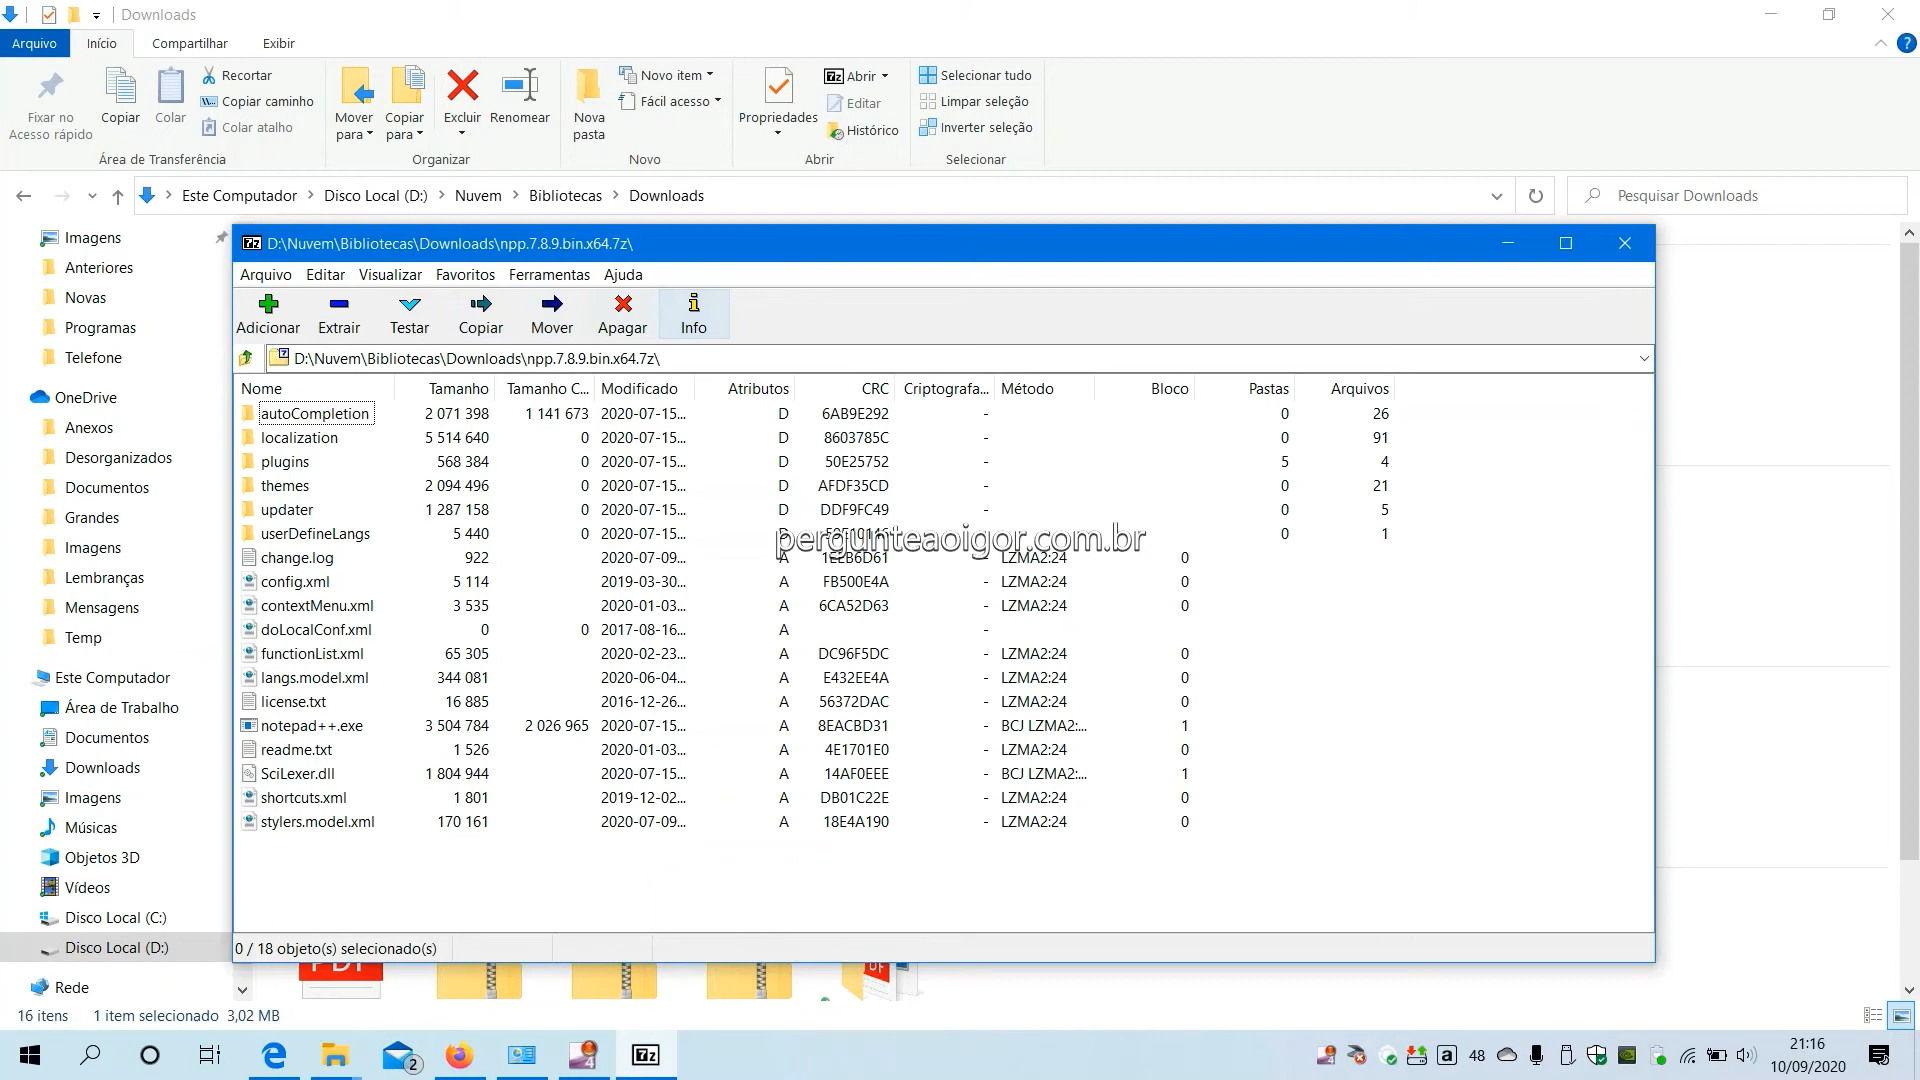 Downloads
Arquivo Início Compartilhar Exibir
Fixar no Acesso rápido
Copiar
Colar
Recortar
Copiar caminho
Colar atalho
Área de Transferência
Mover para
Copiar para
Excluir
Renomear
Organizar
Nova pasta
Novo item
Fácil acesso
Novo
Propriedades
Abrir
Editar
Histórico
Abrir
Selecionar tudo
Limpar seleção
Inverter seleção
Selecionar
Este Computador Disco Local (D:) Nuvem Bibliotecas Downloads
Pesquisar Downloads
Imagens
Anteriores
Novas
Programas
Telefone
OneDrive
Anexos
Desorganizados
Documentos
Grandes
Imagens
Lembranças
Mensagens
Temp
Este Computador
Área de Trabalho
Documentos
Downloads
Imagens
Músicas
Objetos 3D
Vídeos
Disco Local (C:)
Disco Local (D:)
Rede
7z D:\Nuvem\Bibliotecas\Downloads\npp.7.8.9.bin.x64.7z\
Arquivo Editar Visualizar Favoritos Ferramentas Ajuda
Adicionar Extrair Testar Copiar Mover Apagar Info
D:\Nuvem\Bibliotecas\Downloads\npp.7.8.9.bin.x64.7z\
Nome Tamanho Tamanho C... Modificado Atributos CRC Criptografa... Método Bloco Pastas Arquivos
autoCompletion 2 071 398 1 141 673 2020-07-15... D 6AB9E292 - 0 26
localization 5 514 640 0 2020-07-15... D 8603785C - 0 91
plugins 568 384 0 2020-07-15... D 50E25752 - 5 4
themes 2 094 496 0 2020-07-15... D AFDF35CD - 0 21
updater 1 287 158 0 2020-07-15... D DDF9FC49 - 0 5
userDefineLangs 5 440 0 2020-07-15... 0 1
pergunteaoigor.com.br
change.log 922 2020-07-09... A - LZMA2:24 0
config.xml 5 114 2019-03-30... A FB500E4A - LZMA2:24 0
contextMenu.xml 3 535 2020-01-03... A 6CA52D63 - LZMA2:24 0
doLocalConf.xml 0 0 2017-08-16... A -
functionList.xml 65 305 2020-02-23... A DC96F5DC - LZMA2:24 0
langs.model.xml 344 081 2020-06-04... A E432EE4A - LZMA2:24 0
license.txt 16 885 2016-12-26... A 56372DAC - LZMA2:24 0
notepad++.exe 3 504 784 2 026 965 2020-07-15... A 8EACBD31 - BCJ LZMA2:... 1
readme.txt 1 526 2020-01-03... A 4E1701E0 - LZMA2:24 0
SciLexer.dll 1 804 944 2020-07-15... A 14AF0EEE - BCJ LZMA2:... 1
shortcuts.xml 1 801 2019-12-02... A DB01C22E - LZMA2:24 0
stylers.model.xml 170 161 2020-07-09... A 18E4A190 - LZMA2:24 0
0 / 18 objeto(s) selecionado(s)
16 itens 1 item selecionado 3,02 MB
2
7z
a 48
21:16
10/09/2020